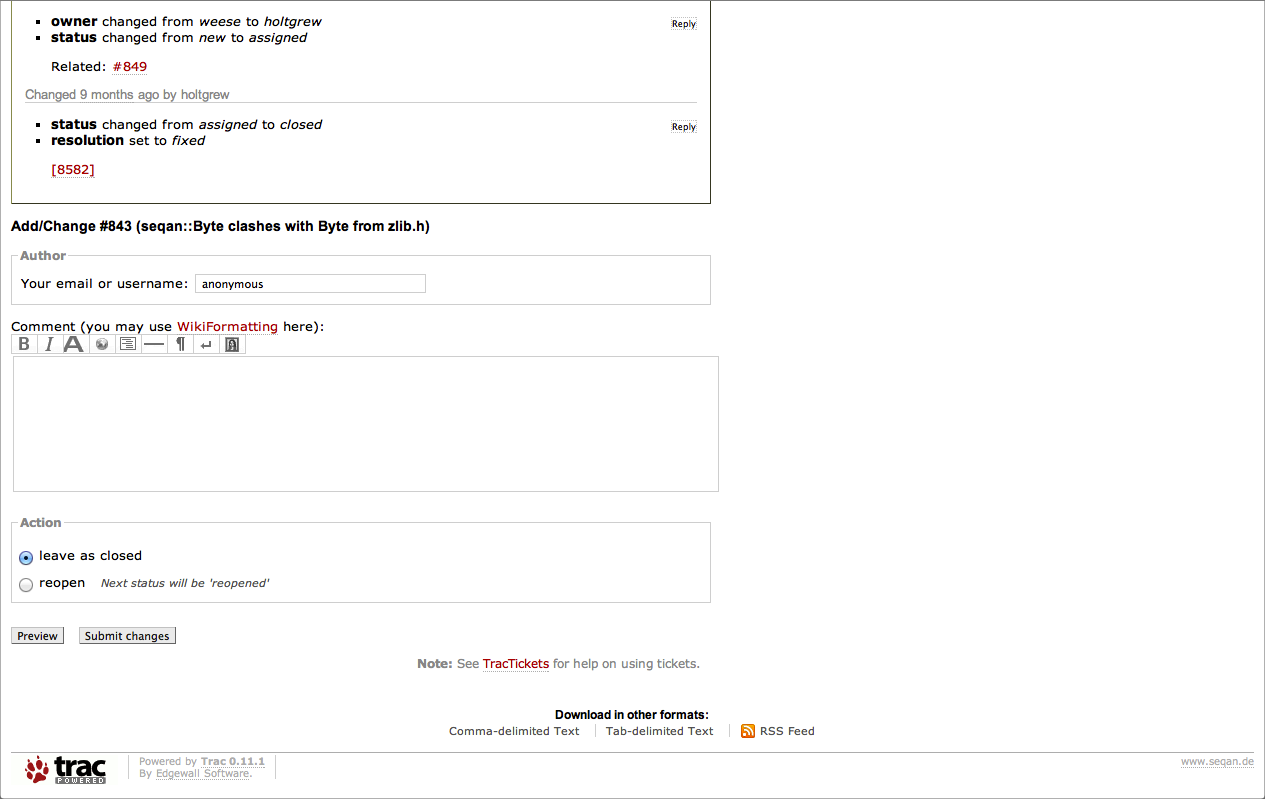 owner changed from weese to holtgrew
Reply
status changed from new to assigned
Related: #849
Changed 9 months ago by holtgrew
status changed from assigned to closed
Reply
resolution set to fixed
[8582]
Add/Change #843 (seqan::Byte clashes with Byte from zlib.h)
Author
Your email or username: anonymous
Comment (you may use WikiFormatting here):
B I A
Action
leave as closed
reopen Next status will be 'reopened'
Preview Submit changes
Note: See TracTickets for help on using tickets.
Download in other formats:
Comma-delimited Text Tab-delimited Text RSS Feed
trac POWERED
Powered by Trac 0.11.1
By Edgewall Software.
www.seqan.de